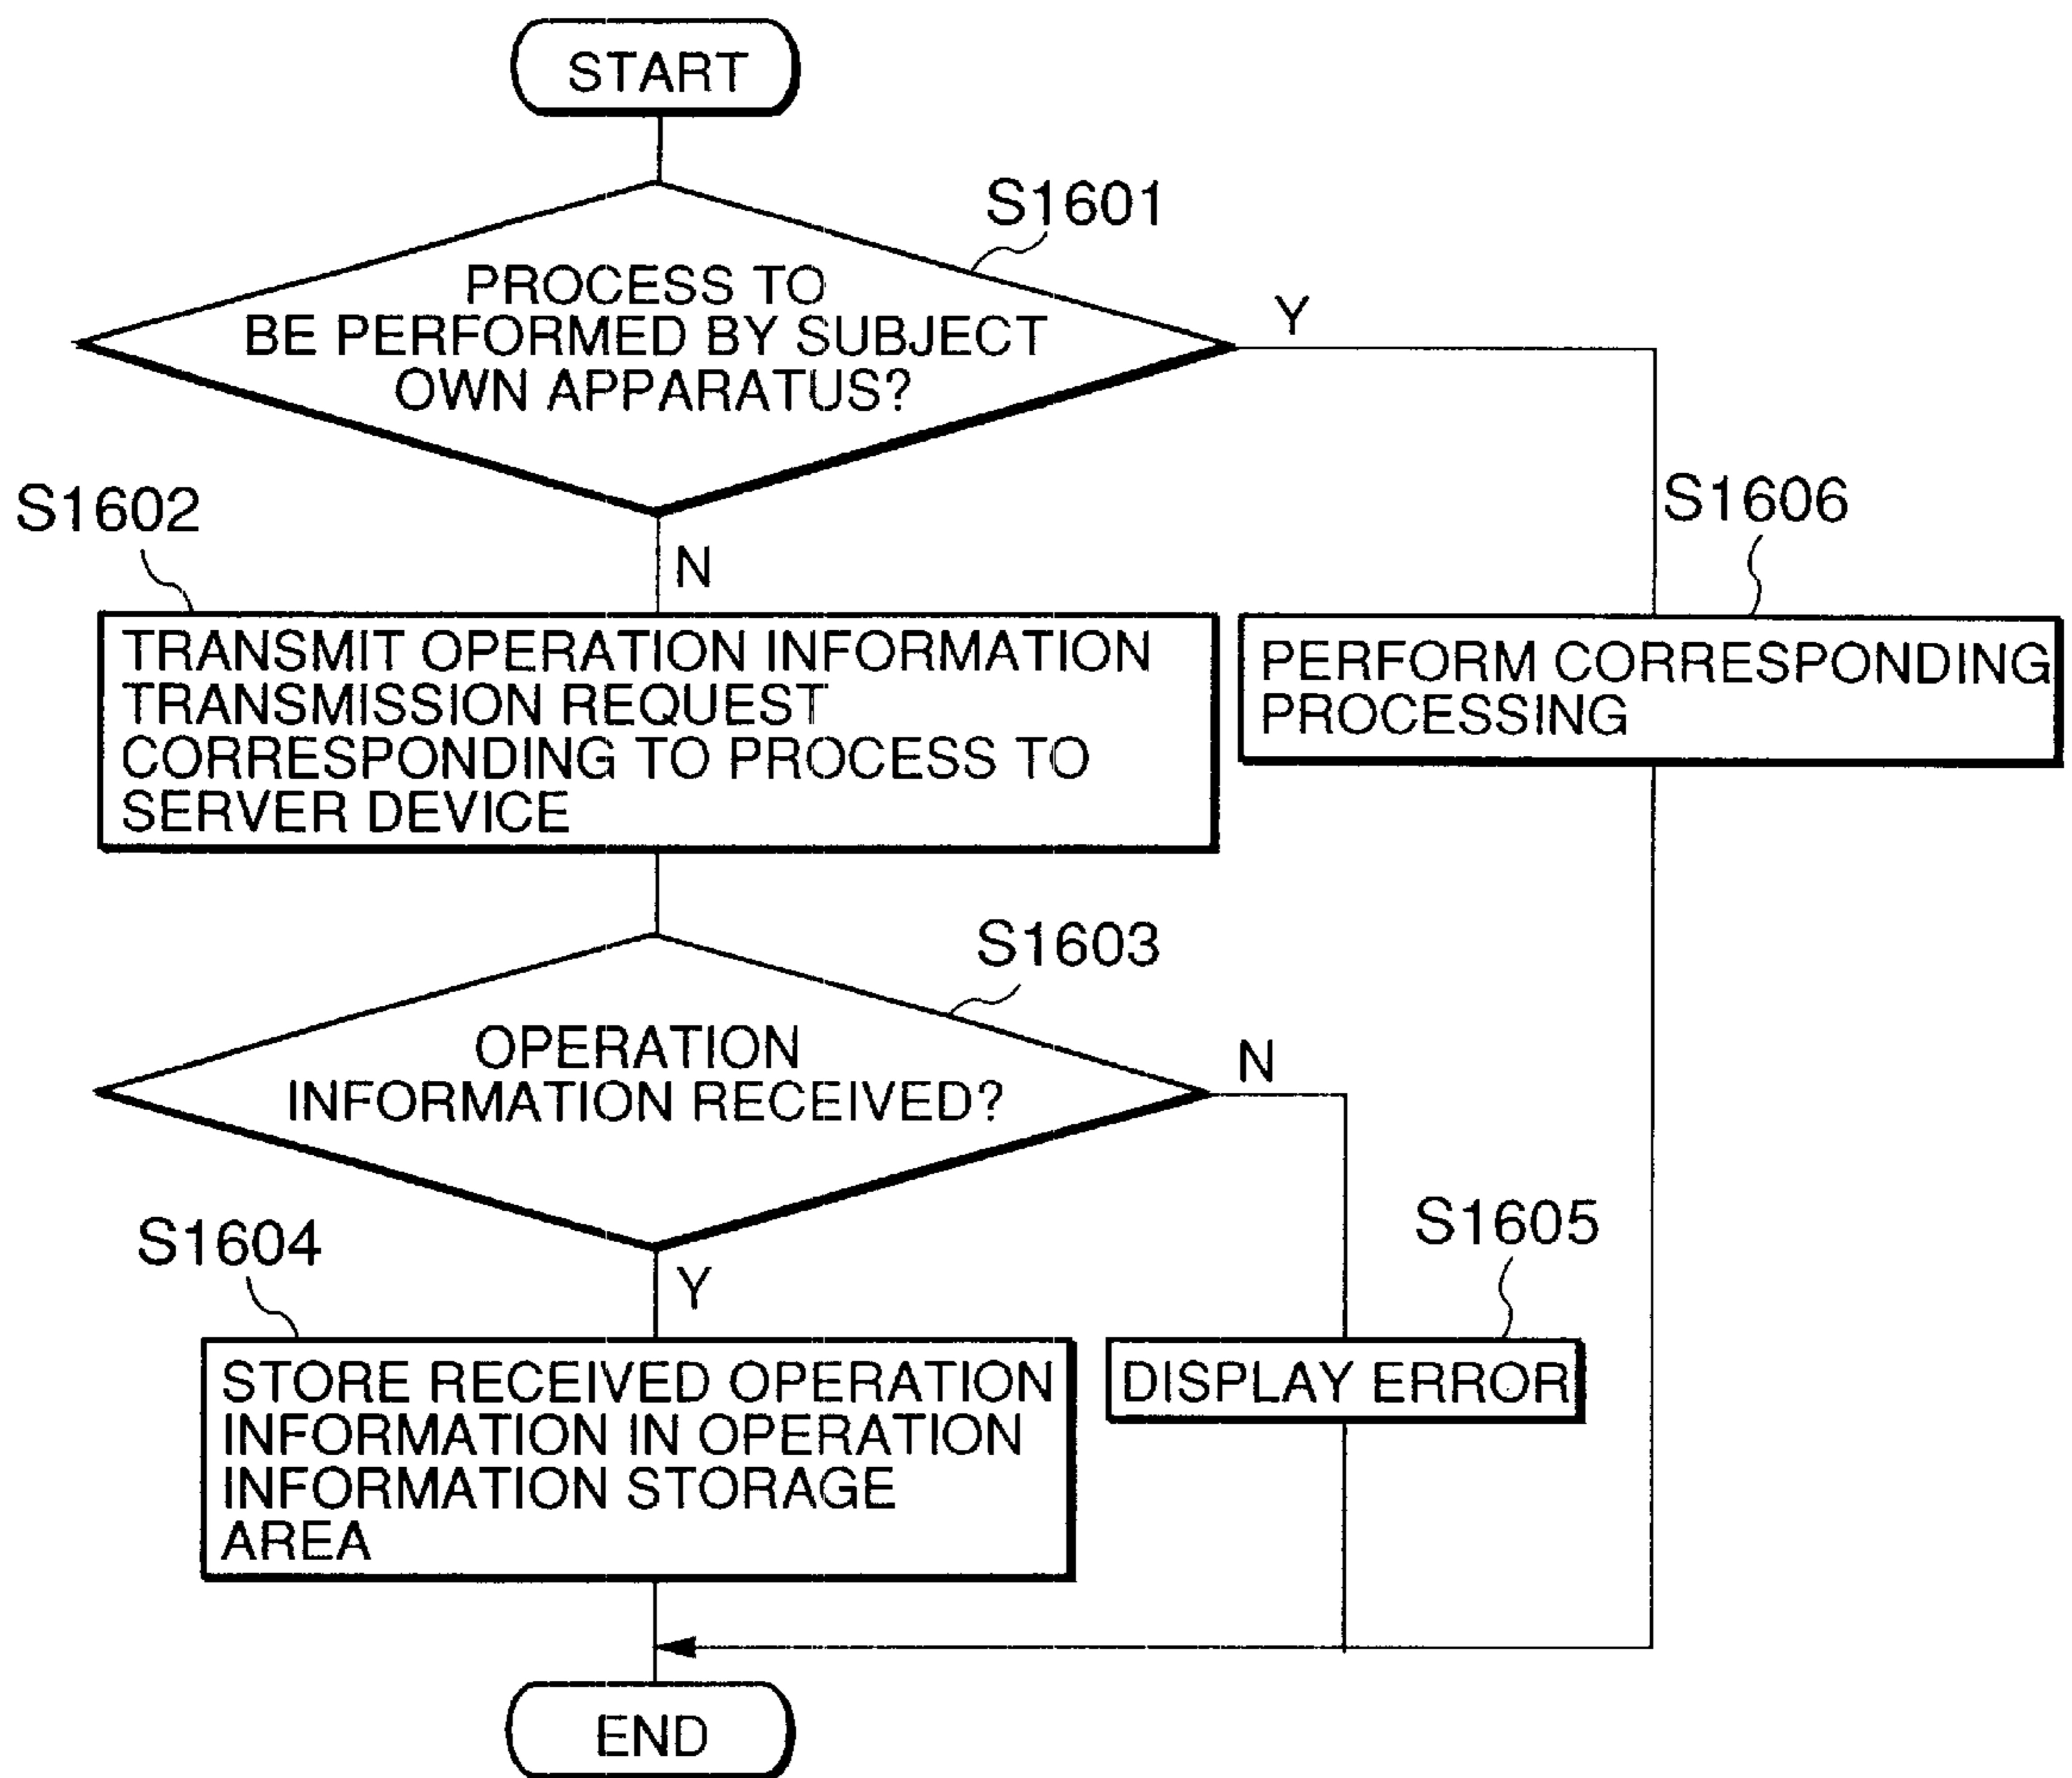 START
S1601
PROCESS TO
BE PERFORMED BY SUBJECT
OWN APPARATUS?
Y
S1602
N
S1606
TRANSMIT OPERATION INFORMATION
TRANSMISSION REQUEST
CORRESPONDING TO PROCESS TO
SERVER DEVICE
PERFORM CORRESPONDING
PROCESSING
S1603
OPERATION
INFORMATION RECEIVED?
N
S1604
Y
S1605
STORE RECEIVED OPERATION
INFORMATION IN OPERATION
INFORMATION STORAGE
AREA
DISPLAY ERROR
END